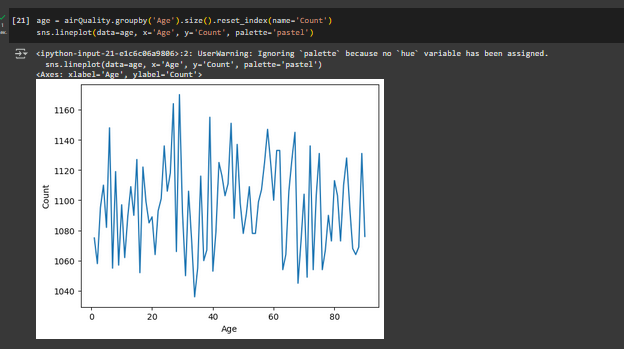 [21] age = airQuality.groupby('Age').size().reset_index(name='Count')
sns.lineplot(data=age, x='Age', y='Count', palette='pastel')
<ipython-input-21-e1c6c06a9806>:2: UserWarning: Ignoring `palette` because no `hue` variable has been assigned.
sns.lineplot(data=age, x='Age', y='Count', palette='pastel')
<Axes: xlabel='Age', ylabel='Count'>
1160
1140
1120
1100
1080
1060
1040
Count
0 20 40 60 80
Age